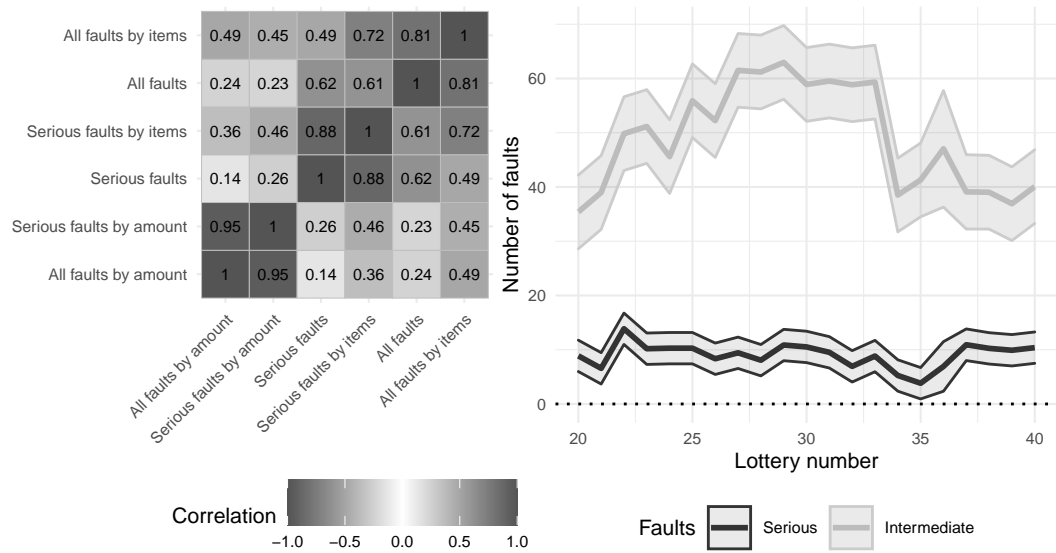 All faults by items 0.49 0.45 0.49 0.72 0.81 1
All faults 0.24 0.23 0.62 0.61 1 0.81
Serious faults by items 0.36 0.46 0.88 1 0.61 0.72
Serious faults 0.14 0.26 1 0.88 0.62 0.49
Serious faults by amount 0.95 1 0.26 0.46 0.23 0.45
All faults by amount 1 0.95 0.14 0.36 0.24 0.49
All faults by amount
Serious faults by amount
Serious faults
Serious faults by items
All faults
All faults by items
Correlation
−1.0 −0.5 0.0 0.5 1.0
Number of faults
60
40
20
0
20 25 30 35 40
Lottery number
Faults Serious Intermediate